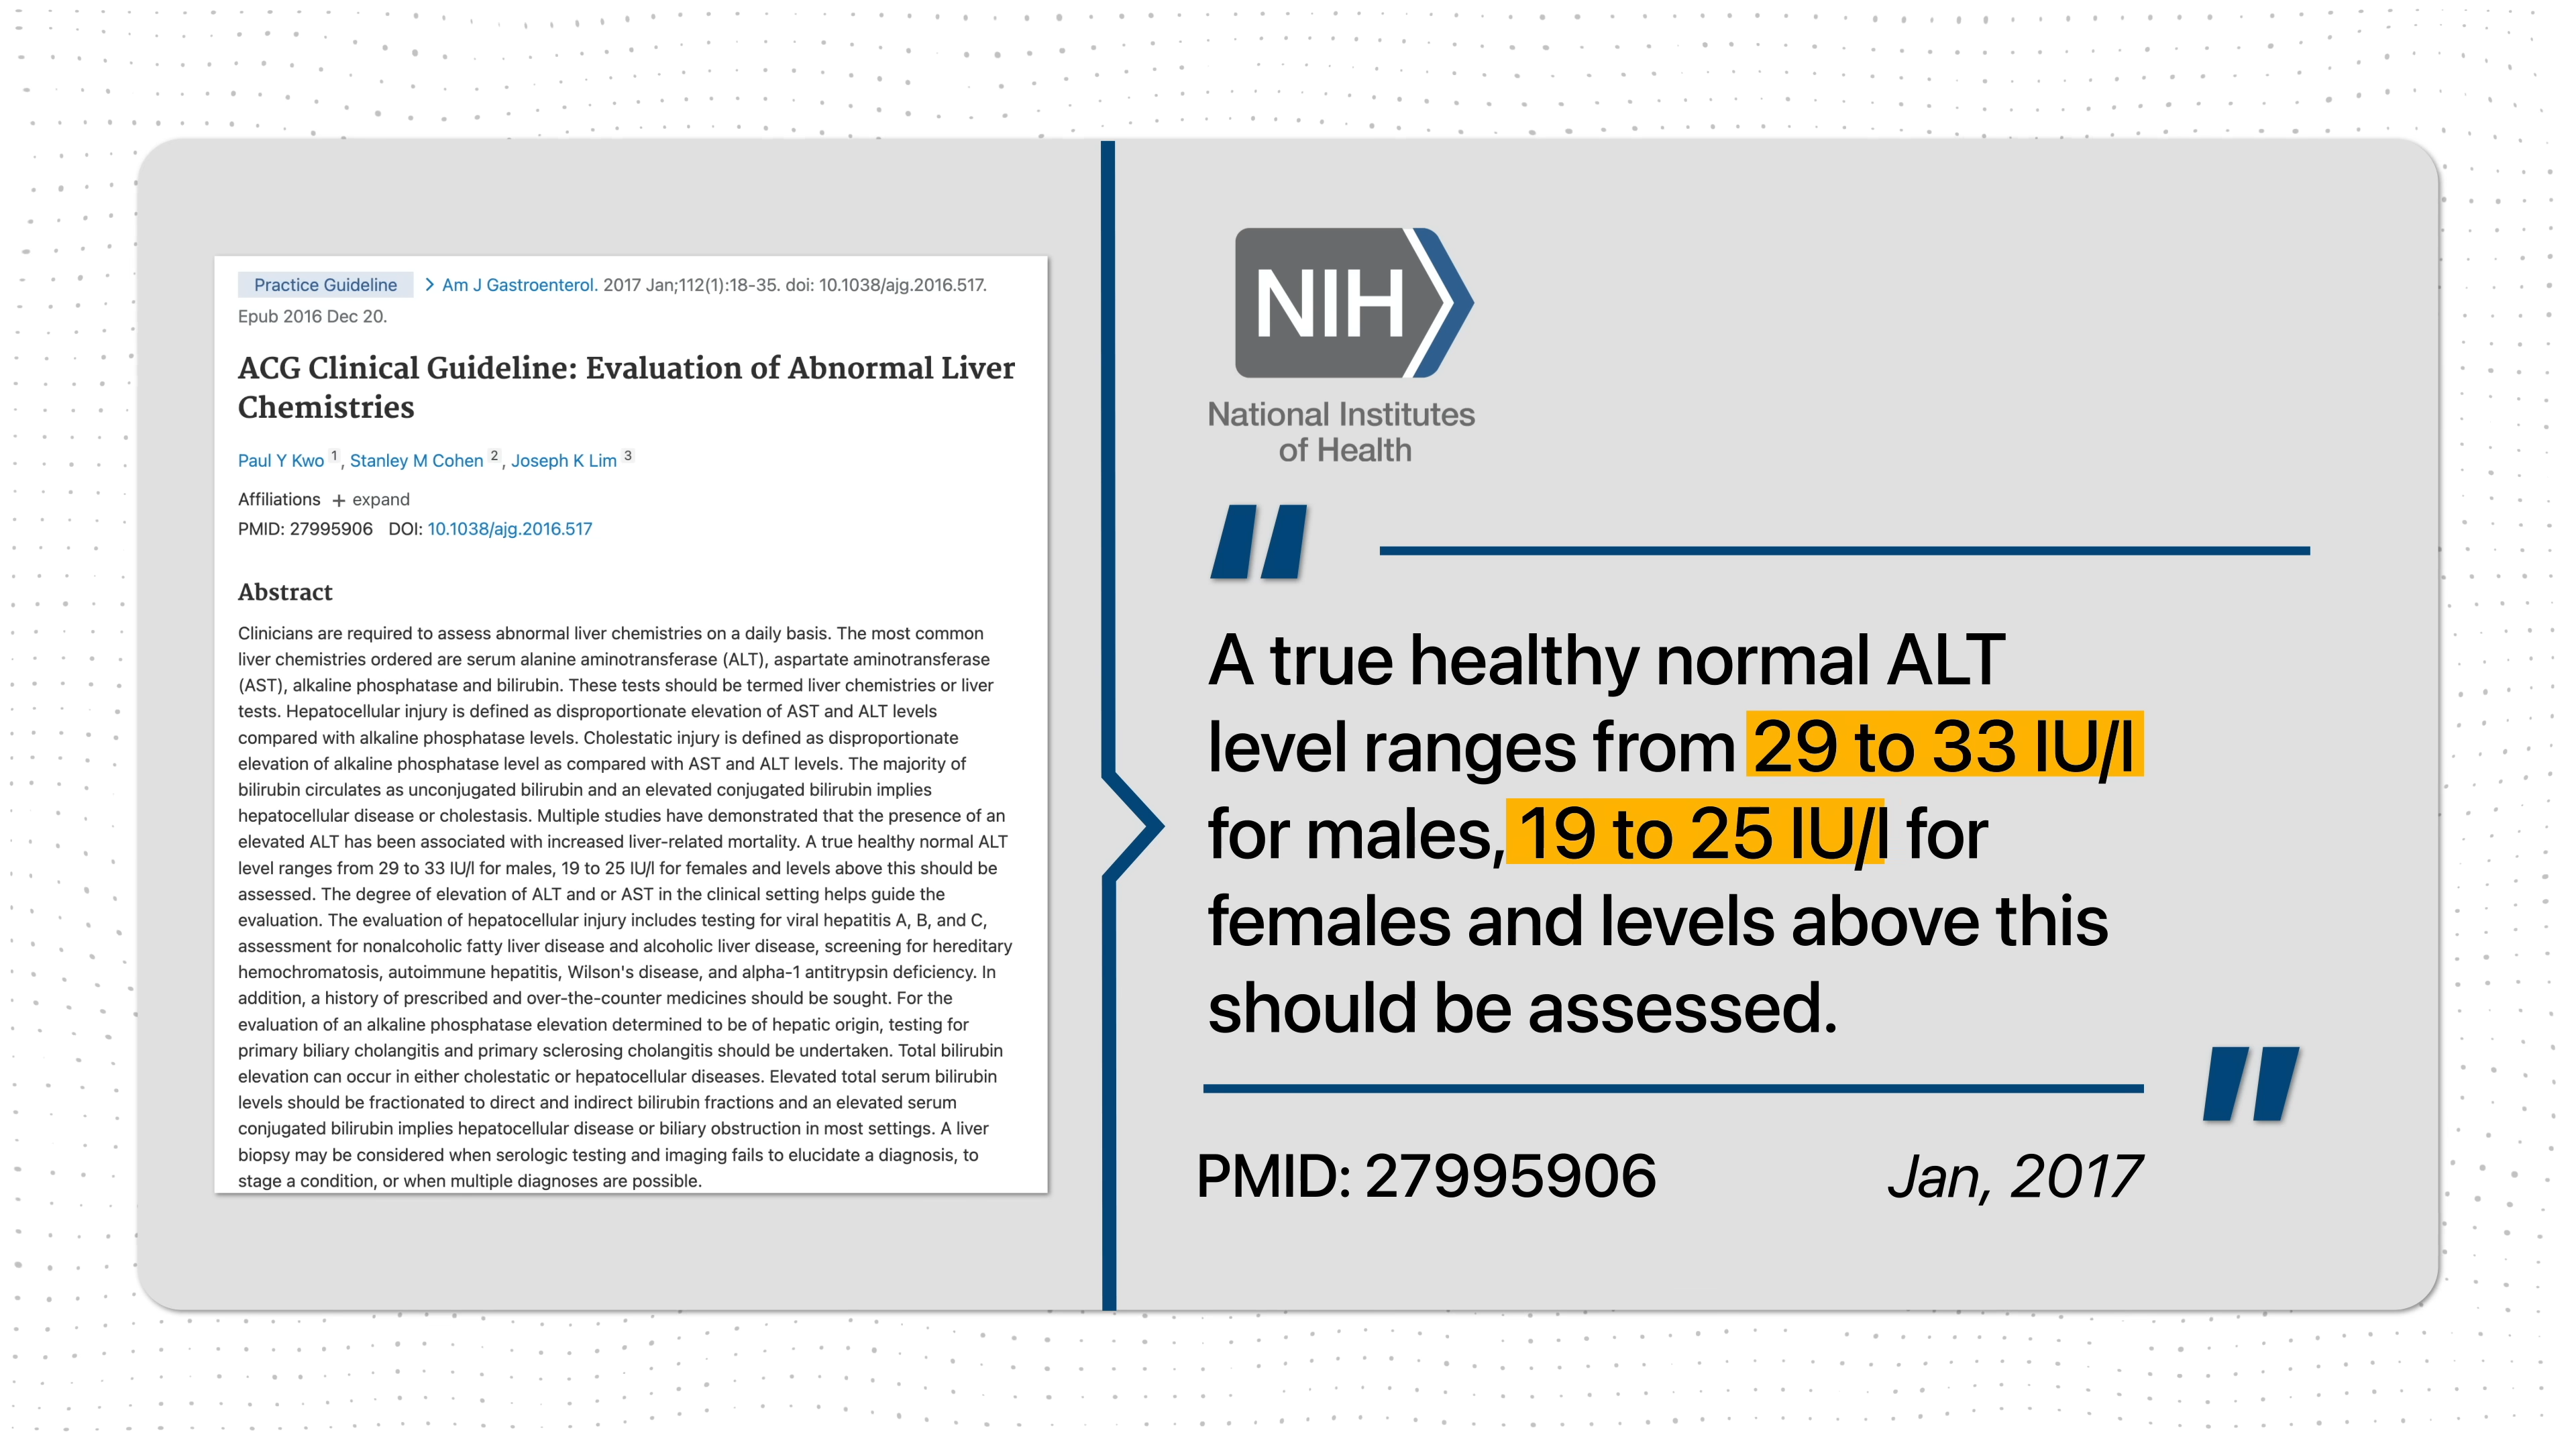 Practice Guideline > Am J Gastroenterol. 2017 Jan;112(1):18-35. doi: 10.1038/ajg.2016.517.
Epub 2016 Dec 20.
ACG Clinical Guideline: Evaluation of Abnormal Liver
Chemistries
Paul Y Kwo 1, Stanley M Cohen 2, Joseph K Lim 3
Affiliations + expand
PMID: 27995906 DOI: 10.1038/ajg.2016.517
Abstract
Clinicians are required to assess abnormal liver chemistries on a daily basis. The most common
liver chemistries ordered are serum alanine aminotransferase (ALT), aspartate aminotransferase
(AST), alkaline phosphatase and bilirubin. These tests should be termed liver chemistries or liver
tests. Hepatocellular injury is defined as disproportionate elevation of AST and ALT levels
compared with alkaline phosphatase levels. Cholestatic injury is defined as disproportionate
elevation of alkaline phosphatase level as compared with AST and ALT levels. The majority of
bilirubin circulates as unconjugated bilirubin and an elevated conjugated bilirubin implies
hepatocellular disease or cholestasis. Multiple studies have demonstrated that the presence of an
elevated ALT has been associated with increased liver-related mortality. A true healthy normal ALT
level ranges from 29 to 33 IU/l for males, 19 to 25 IU/l for females and levels above this should be
assessed. The degree of elevation of ALT and or AST in the clinical setting helps guide the
evaluation. The evaluation of hepatocellular injury includes testing for viral hepatitis A, B, and C,
assessment for nonalcoholic fatty liver disease and alcoholic liver disease, screening for hereditary
hemochromatosis, autoimmune hepatitis, Wilson's disease, and alpha-1 antitrypsin deficiency. In
addition, a history of prescribed and over-the-counter medicines should be sought. For the
evaluation of an alkaline phosphatase elevation determined to be of hepatic origin, testing for
primary biliary cholangitis and primary sclerosing cholangitis should be undertaken. Total bilirubin
elevation can occur in either cholestatic or hepatocellular diseases. Elevated total serum bilirubin
levels should be fractionated to direct and indirect bilirubin fractions and an elevated serum
conjugated bilirubin implies hepatocellular disease or biliary obstruction in most settings. A liver
biopsy may be considered when serologic testing and imaging fails to elucidate a diagnosis, to
stage a condition, or when multiple diagnoses are possible.
NIH
National Institutes
of Health
"
A true healthy normal ALT
level ranges from 29 to 33 IU/l
for males, 19 to 25 IU/l for
females and levels above this
should be assessed.
"
PMID: 27995906 Jan, 2017